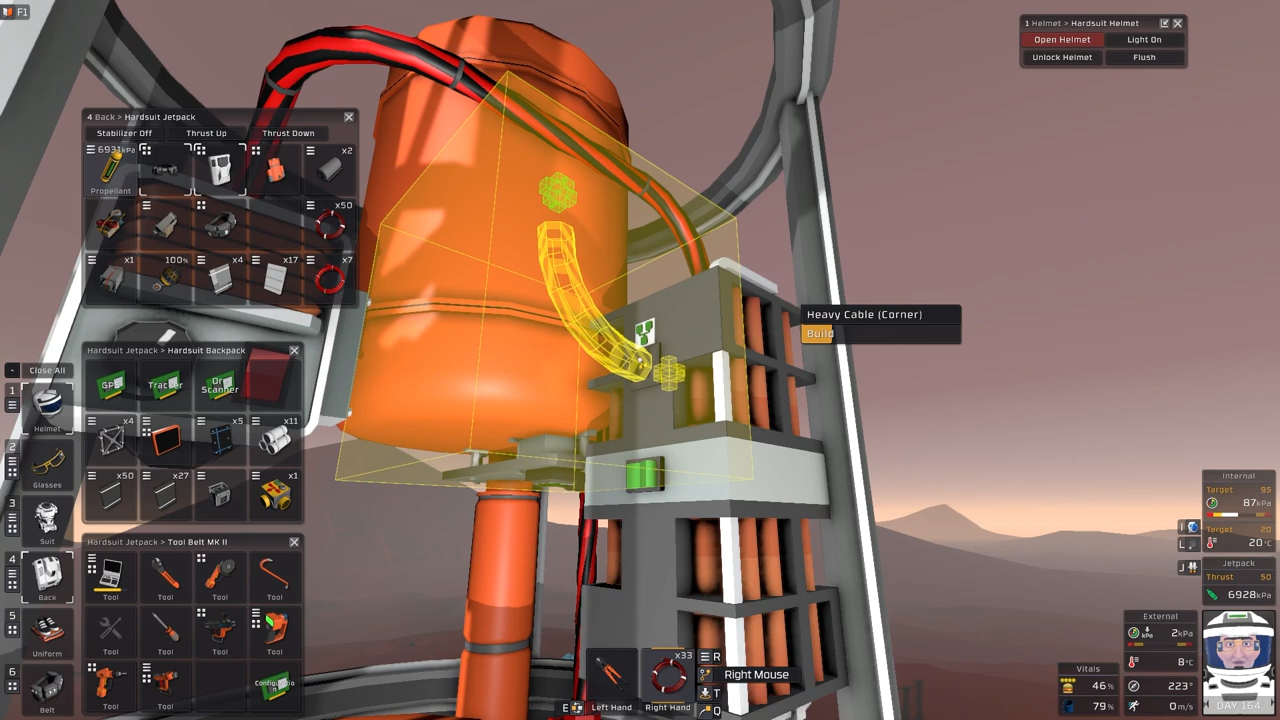 F1
1 Helmet > Hardsuit Helmet
Open Helmet
Light On
Unlock Helmet
Flush
4 Back > Hardsuit Jetpack
Stabilizer Off
Thrust Up
Thrust Down
6931kPa
x2
Propellant
x50
x1
100%
x4
x17
x7
Heavy Cable (Corner)
Build
Hardsuit Jetpack > Hardsuit Backpack
GPS
Tracker
Ore Scanner
x4
x5
x11
x50
x27
x1
Close All
1
Helmet
2
Glasses
3
Suit
4
Back
5
Uniform
6
Belt
Hardsuit Jetpack > Tool Belt MK II
Tool
Tool
Tool
Tool
Tool
Tool
Tool
Tool
Tool
Tool
Configuration
x33
R
Right Mouse
T
E
Left Hand
Right Hand
Q
Internal
Target 95
87kPa
Target 20
20°C
Jetpack
Thrust 50
6928kPa
I
L
J
External
kPa
2kPa
8°C
223°
0m/s
Vitals
46%
79%
DAY 164